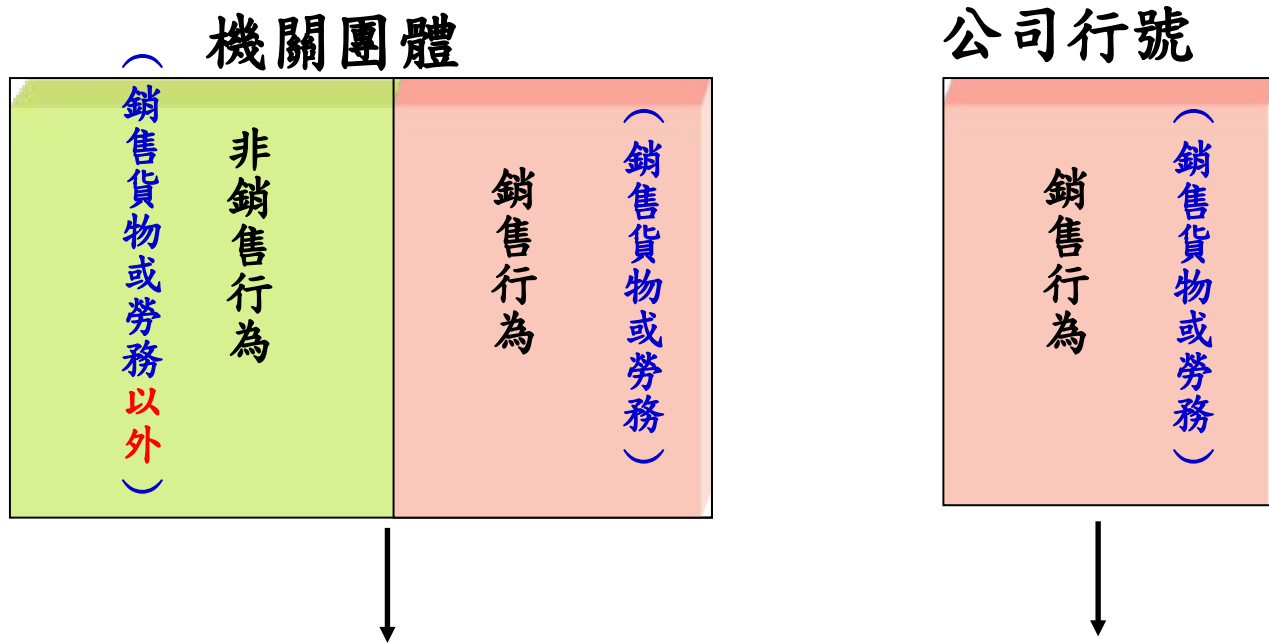 機關團體
公司行號
（銷售貨物或勞務以外）
非銷售行為
銷售行為
（銷售貨物或勞務）
銷售行為
（銷售貨物或勞務）